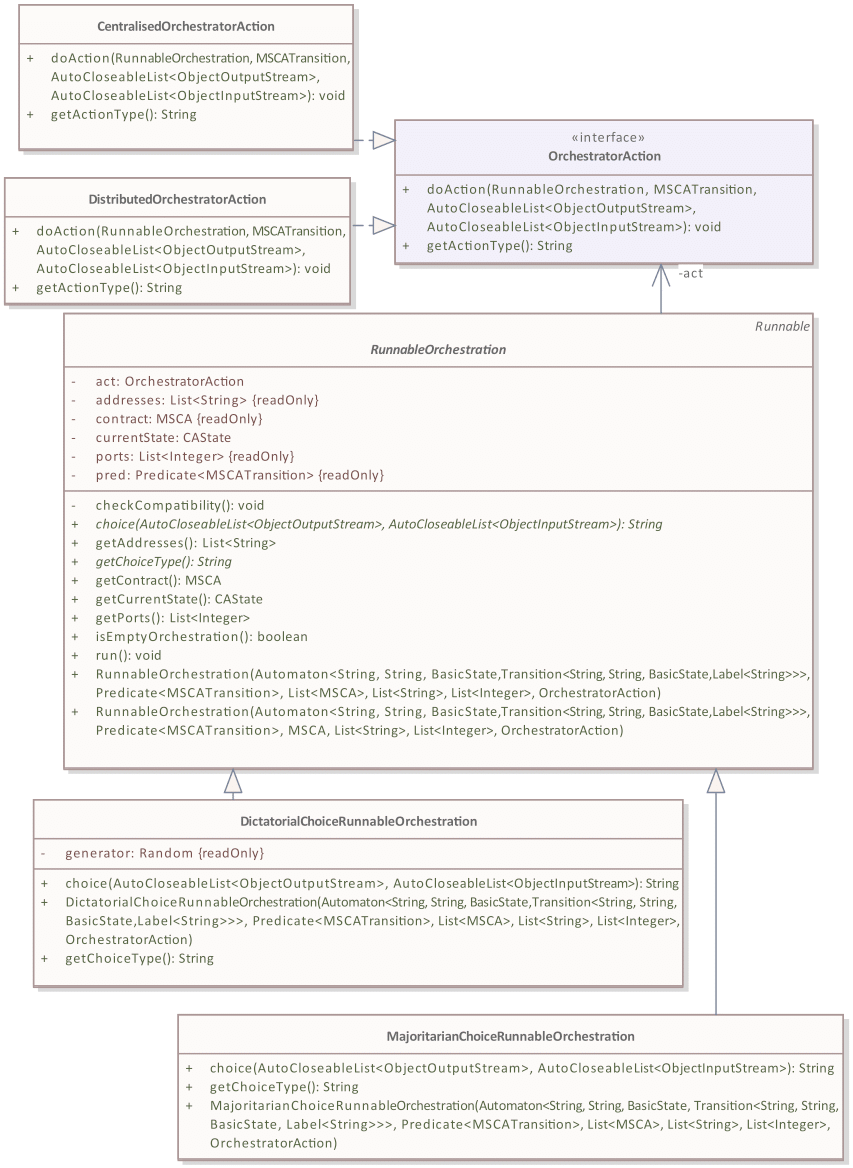 CentralisedOrchestratorAction
+ doAction(RunnableOrchestration, MSCATransition,
AutoCloseableList<ObjectOutputStream>,
AutoCloseableList<ObjectInputStream>): void
+ getActionType(): String
«interface»
OrchestratorAction
+ doAction(RunnableOrchestration, MSCATransition,
AutoCloseableList<ObjectOutputStream>,
AutoCloseableList<ObjectInputStream>): void
+ getActionType(): String
DistributedOrchestratorAction
+ doAction(RunnableOrchestration, MSCATransition,
AutoCloseableList<ObjectOutputStream>,
AutoCloseableList<ObjectInputStream>): void
+ getActionType(): String
-act
Runnable
RunnableOrchestration
- act: OrchestratorAction
- addresses: List<String> {readOnly}
- contract: MSCA {readOnly}
- currentState: CAState
- ports: List<Integer> {readOnly}
- pred: Predicate<MSCATransition> {readOnly}
- checkCompatibility(): void
+ choice(AutoCloseableList<ObjectOutputStream>, AutoCloseableList<ObjectInputStream>): String
+ getAddresses(): List<String>
+ getChoiceType(): String
+ getContract(): MSCA
+ getCurrentState(): CAState
+ getPorts(): List<Integer>
+ isEmptyOrchestration(): boolean
+ run(): void
+ RunnableOrchestration(Automaton<String, String, BasicState,Transition<String, String, BasicState,Label<String>>>,
Predicate<MSCATransition>, List<MSCA>, List<String>, List<Integer>, OrchestratorAction)
+ RunnableOrchestration(Automaton<String, String, BasicState,Transition<String, String, BasicState,Label<String>>>,
Predicate<MSCATransition>, MSCA, List<String>, List<Integer>, OrchestratorAction)
DictatorialChoiceRunnableOrchestration
- generator: Random {readOnly}
+ choice(AutoCloseableList<ObjectOutputStream>, AutoCloseableList<ObjectInputStream>): String
+ DictatorialChoiceRunnableOrchestration(Automaton<String, String, BasicState,Transition<String, String,
BasicState,Label<String>>>, Predicate<MSCATransition>, List<MSCA>, List<String>, List<Integer>,
OrchestratorAction)
+ getChoiceType(): String
MajoritarianChoiceRunnableOrchestration
+ choice(AutoCloseableList<ObjectOutputStream>, AutoCloseableList<ObjectInputStream>): String
+ getChoiceType(): String
+ MajoritarianChoiceRunnableOrchestration(Automaton<String, String, BasicState, Transition<String, String,
BasicState, Label<String>>>, Predicate<MSCATransition>, List<MSCA>, List<String>, List<Integer>,
OrchestratorAction)